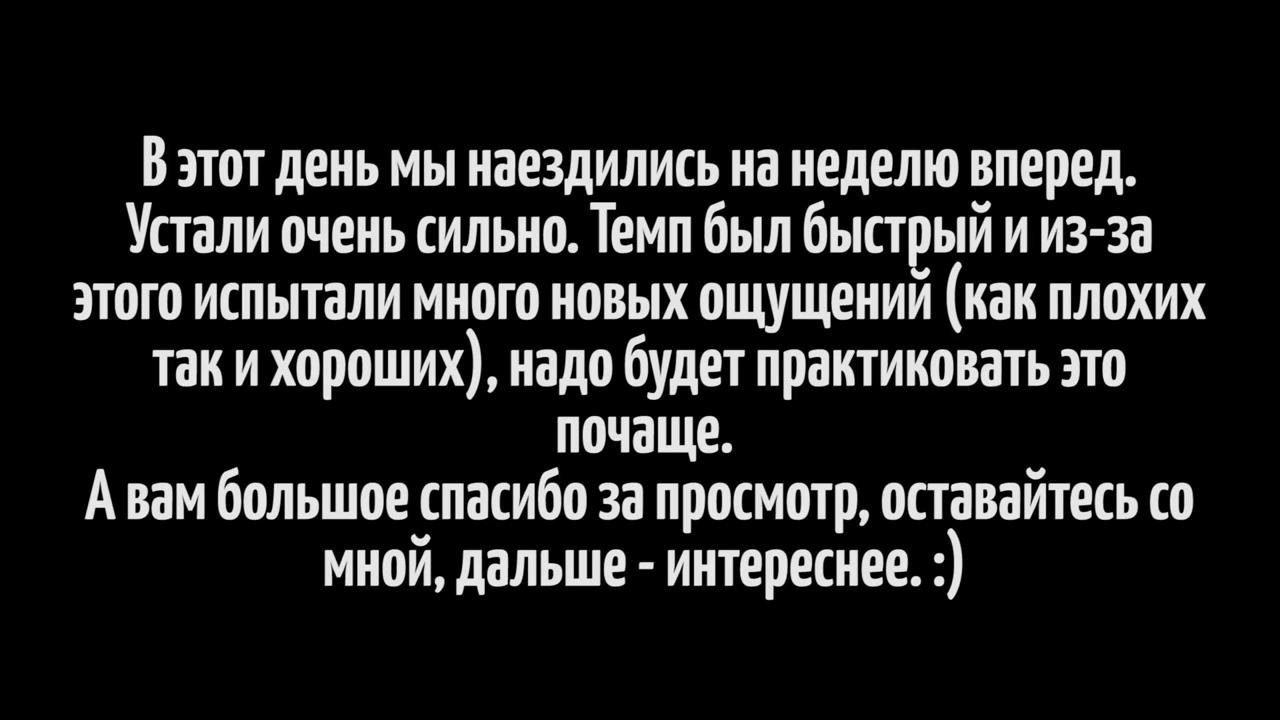 В этот день мы наездились на неделю вперед.
Устали очень сильно. Темп был быстрый и из-за
этого испытали много новых ощущений (как плохих
так и хороших), надо будет практиковать это
почаще.
А вам большое спасибо за просмотр, оставайтесь со
мной, дальше - интереснее. :)